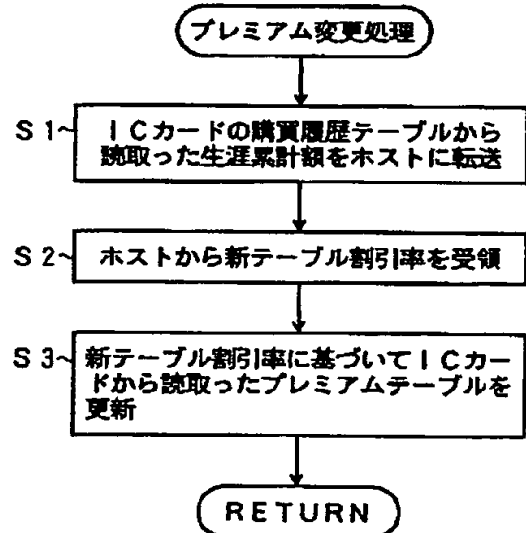 プレミアム変更処理
S1~
ICカードの購買履歴テーブルから
読取った生涯累計額をホストに転送
S2~
ホストから新テーブル割引率を受領
S3~
新テーブル割引率に基づいてICカー
ドから読取ったプレミアムテーブルを
更新
RETURN